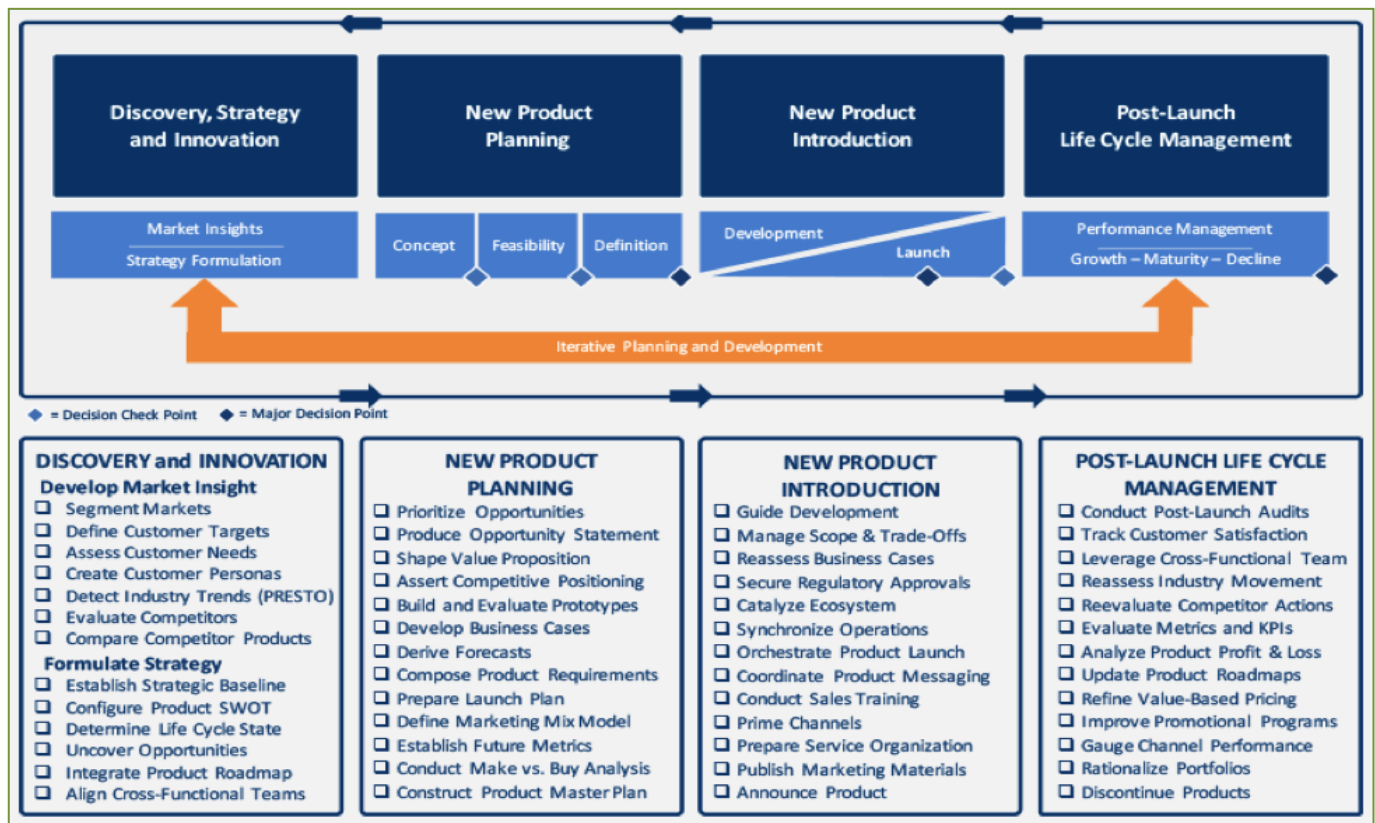 Discovery, Strategy
and Innovation
New Product
Planning
New Product
Introduction
Post-Launch
Life Cycle Management
Market Insights
Strategy Formulation
Concept
Feasibility
Definition
Development
Launch
Performance Management
Growth – Maturity – Decline
Iterative Planning and Development
= Decision Check Point
= Major Decision Point
DISCOVERY and INNOVATION
Develop Market Insight
Segment Markets
Define Customer Targets
Assess Customer Needs
Create Customer Personas
Detect Industry Trends (PRESTO)
Evaluate Competitors
Compare Competitor Products
Formulate Strategy
Establish Strategic Baseline
Configure Product SWOT
Determine Life Cycle State
Uncover Opportunities
Integrate Product Roadmap
Align Cross-Functional Teams
NEW PRODUCT
PLANNING
Prioritize Opportunities
Produce Opportunity Statement
Shape Value Proposition
Assert Competitive Positioning
Build and Evaluate Prototypes
Develop Business Cases
Derive Forecasts
Compose Product Requirements
Prepare Launch Plan
Define Marketing Mix Model
Establish Future Metrics
Conduct Make vs. Buy Analysis
Construct Product Master Plan
NEW PRODUCT
INTRODUCTION
Guide Development
Manage Scope & Trade-Offs
Reassess Business Cases
Secure Regulatory Approvals
Catalyze Ecosystem
Synchronize Operations
Orchestrate Product Launch
Coordinate Product Messaging
Conduct Sales Training
Prime Channels
Prepare Service Organization
Publish Marketing Materials
Announce Product
POST-LAUNCH LIFE CYCLE
MANAGEMENT
Conduct Post-Launch Audits
Track Customer Satisfaction
Leverage Cross-Functional Team
Reassess Industry Movement
Reevaluate Competitor Actions
Evaluate Metrics and KPIs
Analyze Product Profit & Loss
Update Product Roadmaps
Refine Value-Based Pricing
Improve Promotional Programs
Gauge Channel Performance
Rationalize Portfolios
Discontinue Products